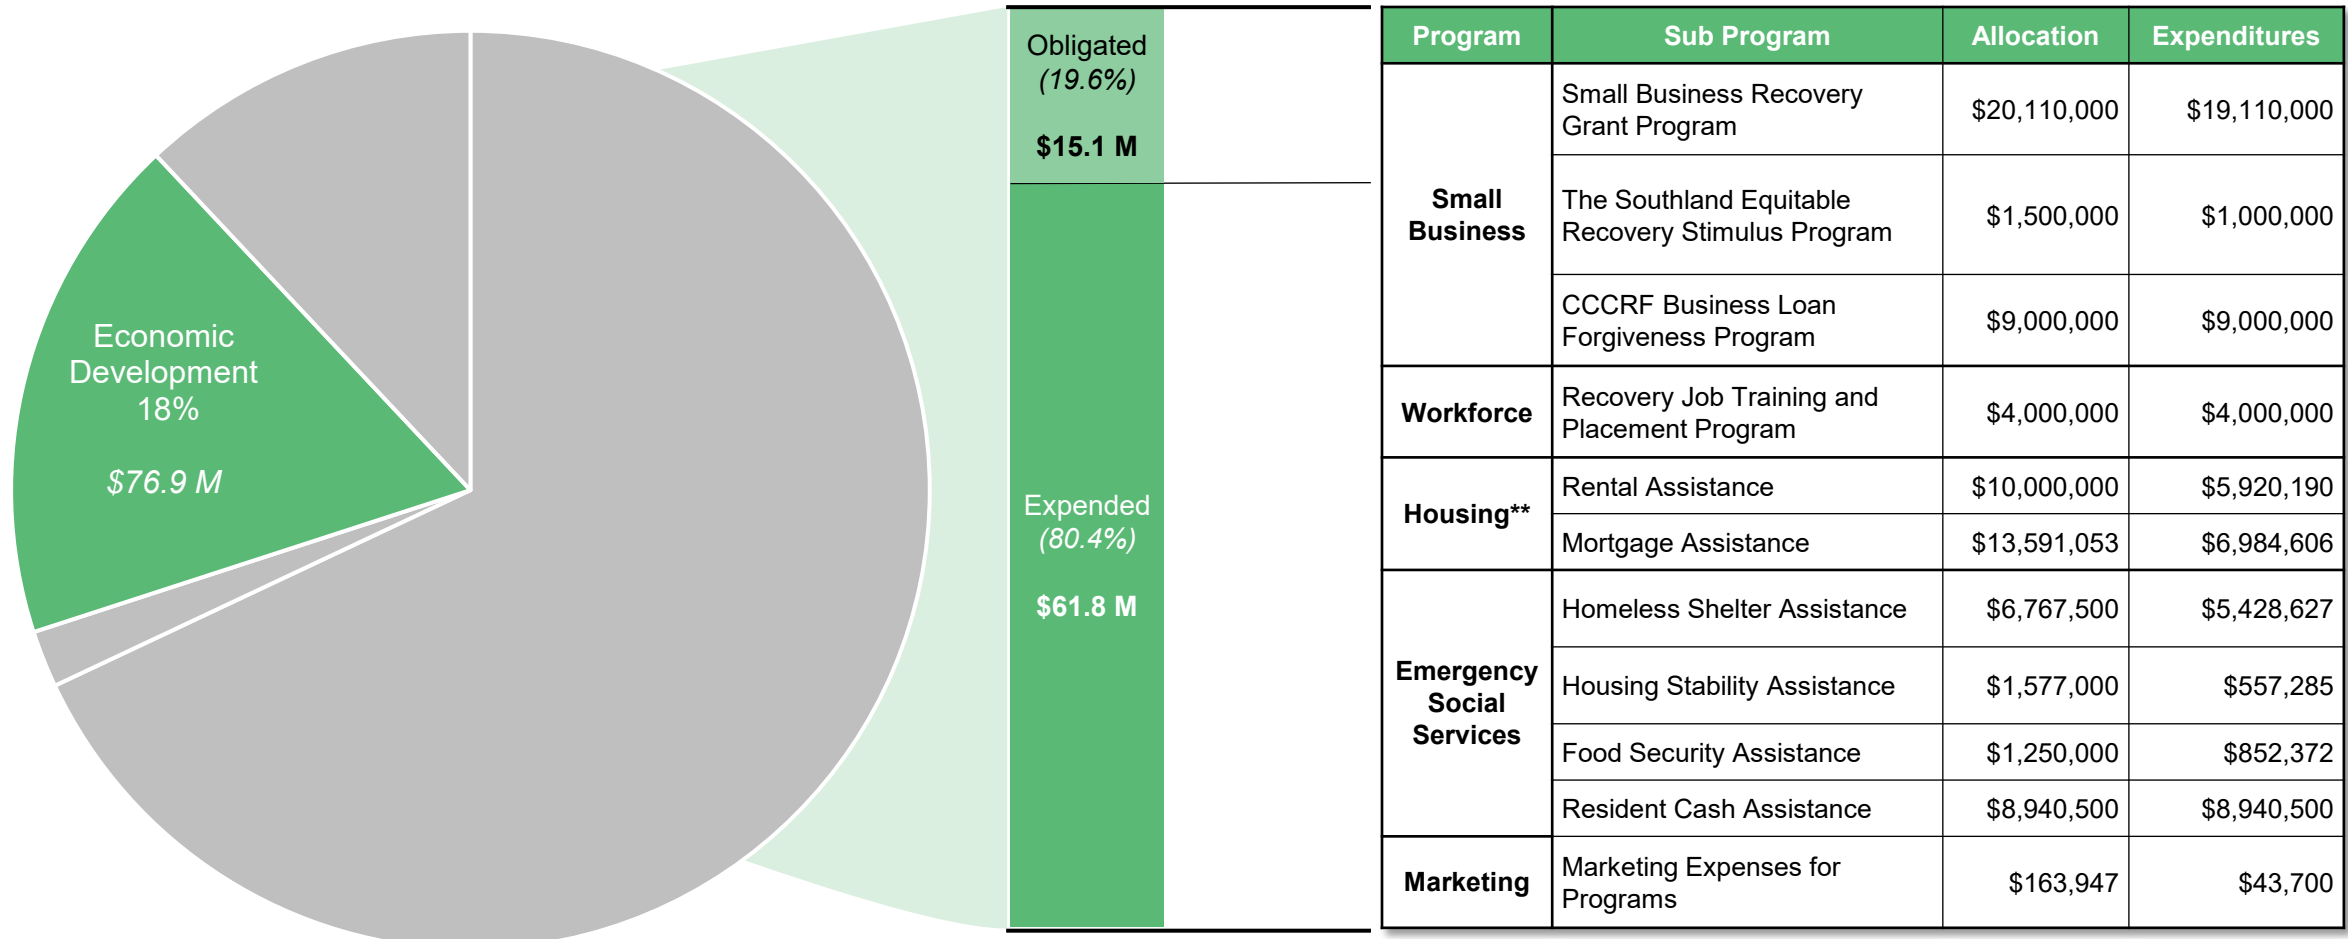 Economic
Development
18%
$76.9 M
Obligated
(19.6%)
$15.1 M
Expended
(80.4%)
$61.8 M
Program Sub Program Allocation Expenditures
Small
Business
Small Business Recovery
Grant Program
$20,110,000 $19,110,000
The Southland Equitable
Recovery Stimulus Program
$1,500,000 $1,000,000
CCCRF Business Loan
Forgiveness Program
$9,000,000 $9,000,000
Workforce
Recovery Job Training and
Placement Program
$4,000,000 $4,000,000
Housing**
Rental Assistance $10,000,000 $5,920,190
Mortgage Assistance $13,591,053 $6,984,606
Emergency
Social
Services
Homeless Shelter Assistance $6,767,500 $5,428,627
Housing Stability Assistance $1,577,000 $557,285
Food Security Assistance $1,250,000 $852,372
Resident Cash Assistance $8,940,500 $8,940,500
Marketing
Marketing Expenses for
Programs
$163,947 $43,700